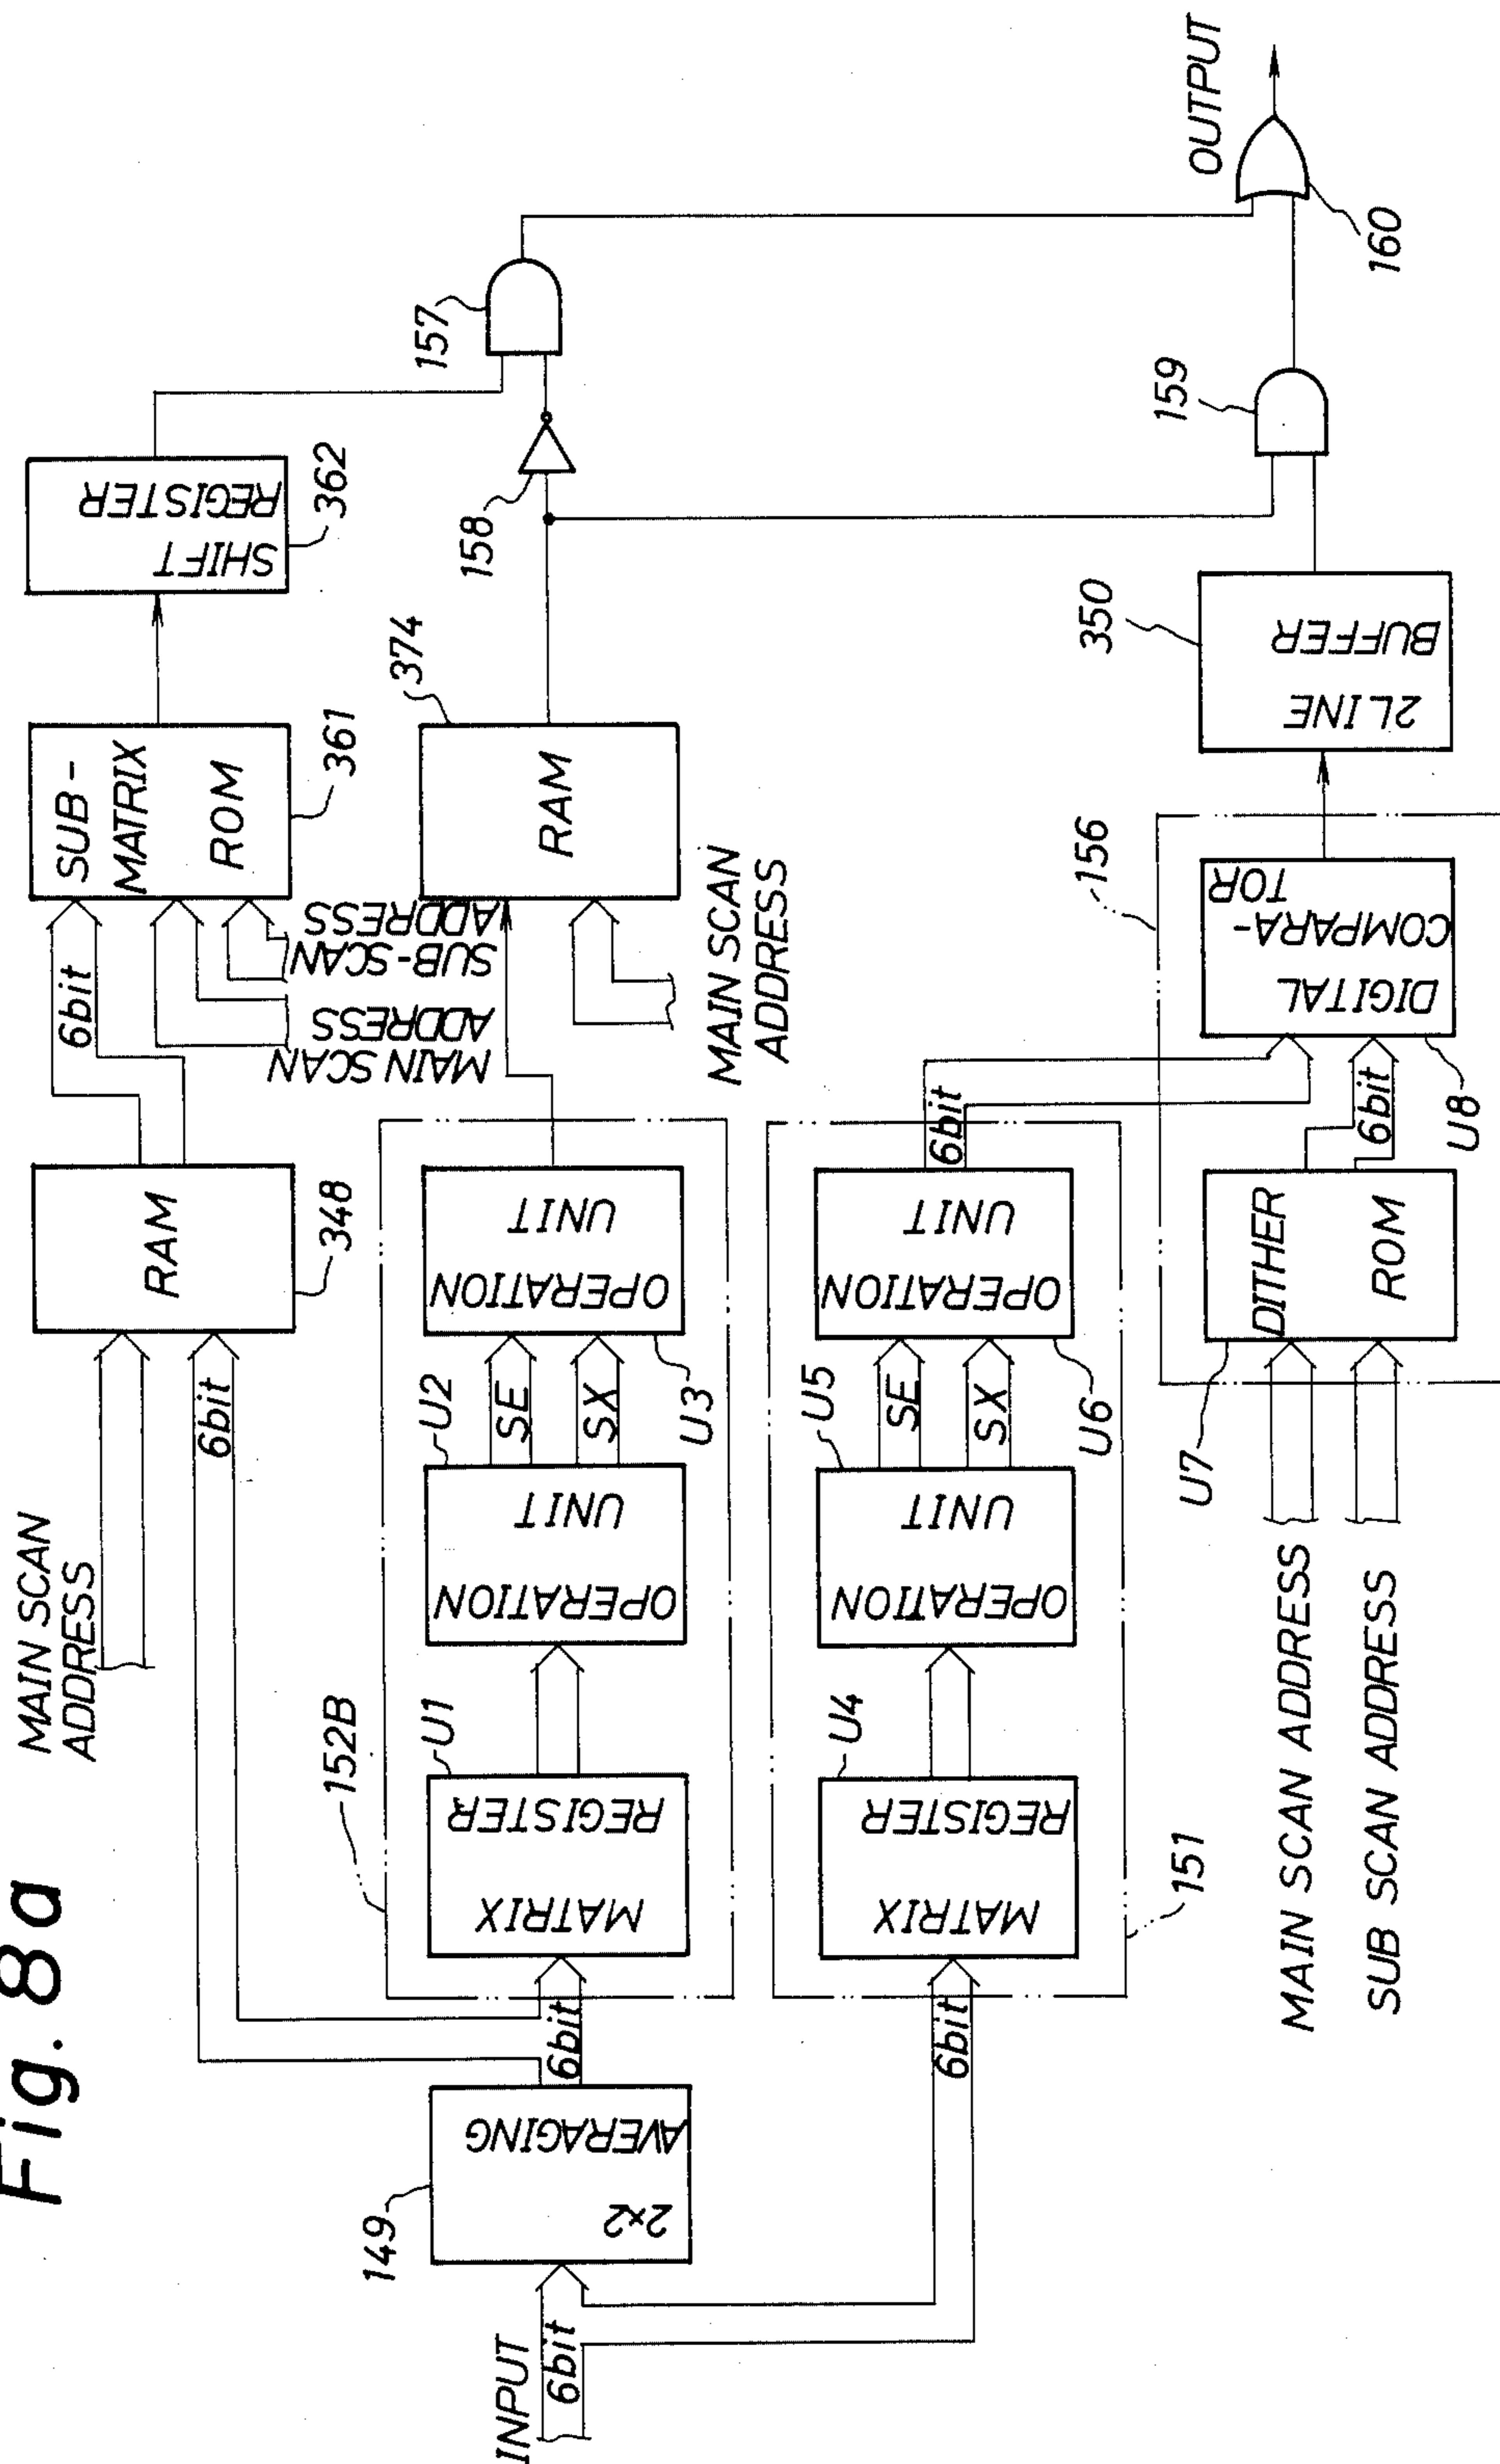 Fig. 8a
INPUT
6bit
149
2×2
AVERAGING
6bit
6bit
MAIN SCAN
ADDRESS
RAM
348
6bit
SUB-
MATRIX
ROM
361
MAIN SCAN
ADDRESS
SUB-SCAN
ADDRESS
SHIFT
REGISTER
362
152B
MATRIX
REGISTER
U1
OPERATION
UNIT
U2
SE
SX
OPERATION
UNIT
U3
RAM
374
MAIN SCAN
ADDRESS
158
157
6bit
MATRIX
REGISTER
U4
OPERATION
UNIT
U5
SE
SX
OPERATION
UNIT
U6
151
6bit
MAIN SCAN ADDRESS
SUB SCAN ADDRESS
U7
DITHER
ROM
6bit
156
DIGITAL
COMPARA-
TOR
U8
2LINE
BUFFER
350
159
160
OUTPUT